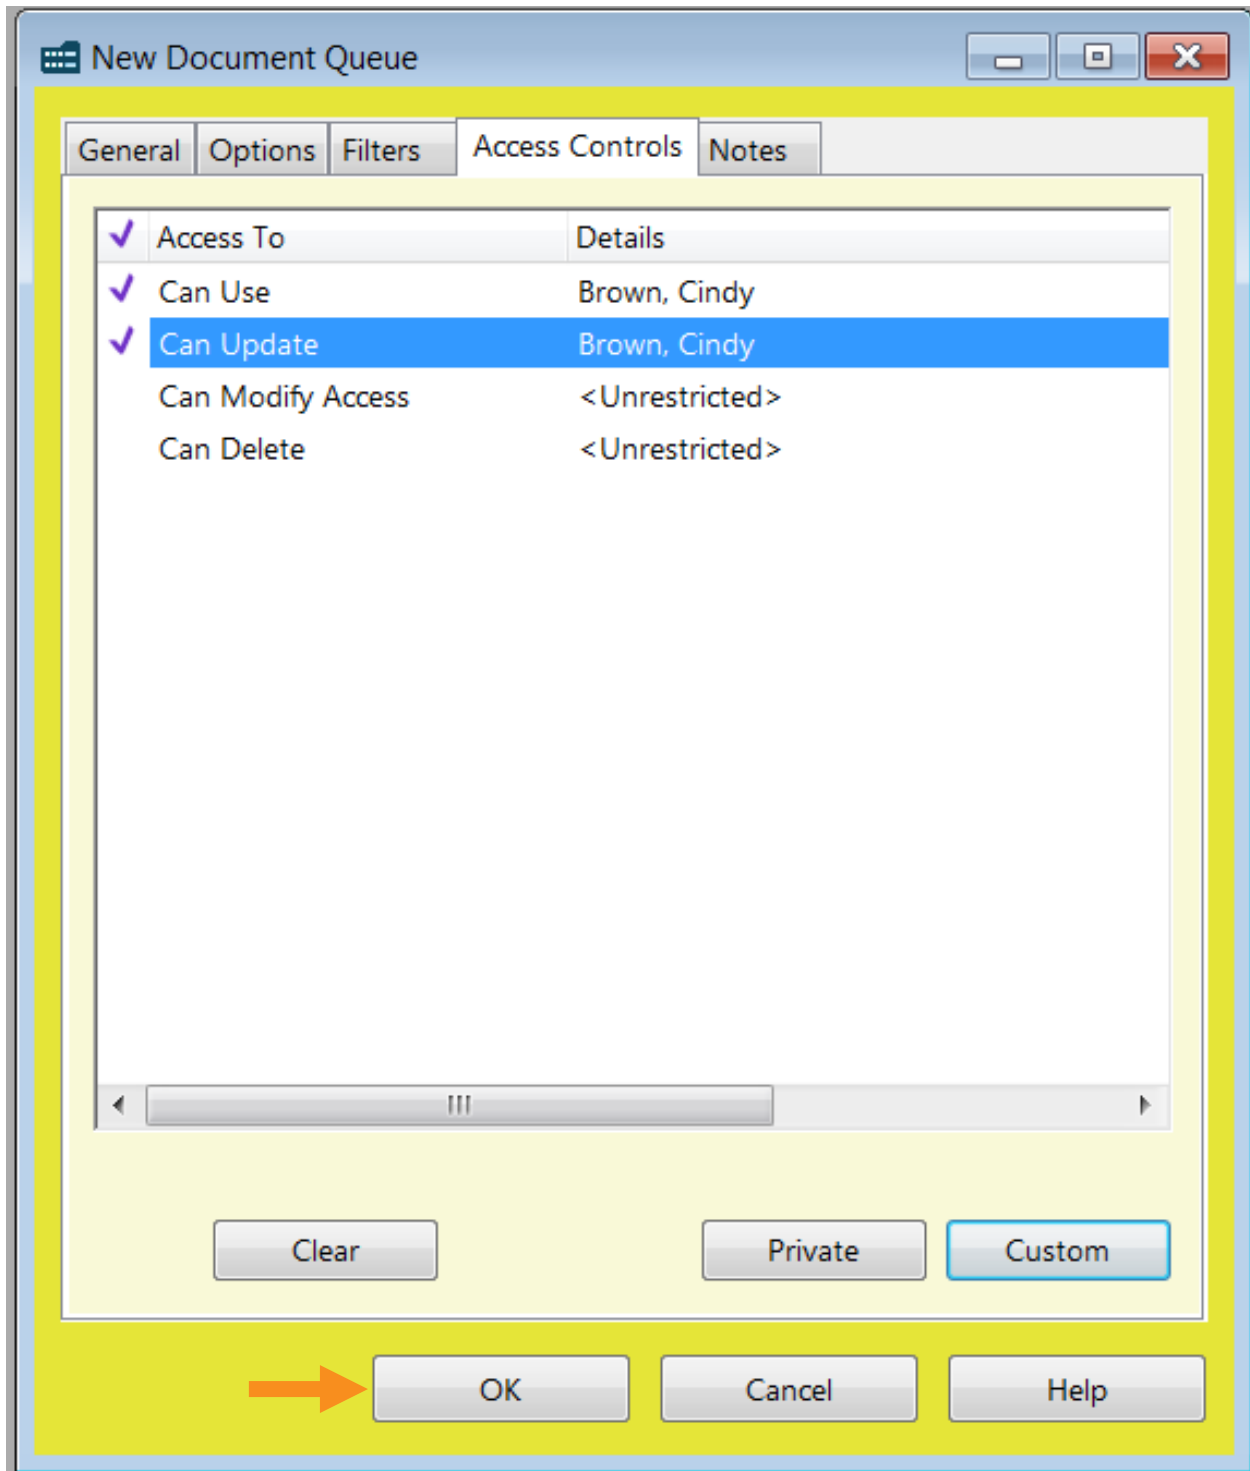 New Document Queue
General Options Filters Access Controls Notes
Access To Details
Can Use Brown, Cindy
Can Update Brown, Cindy
Can Modify Access <Unrestricted>
Can Delete <Unrestricted>
Clear Private Custom
OK Cancel Help